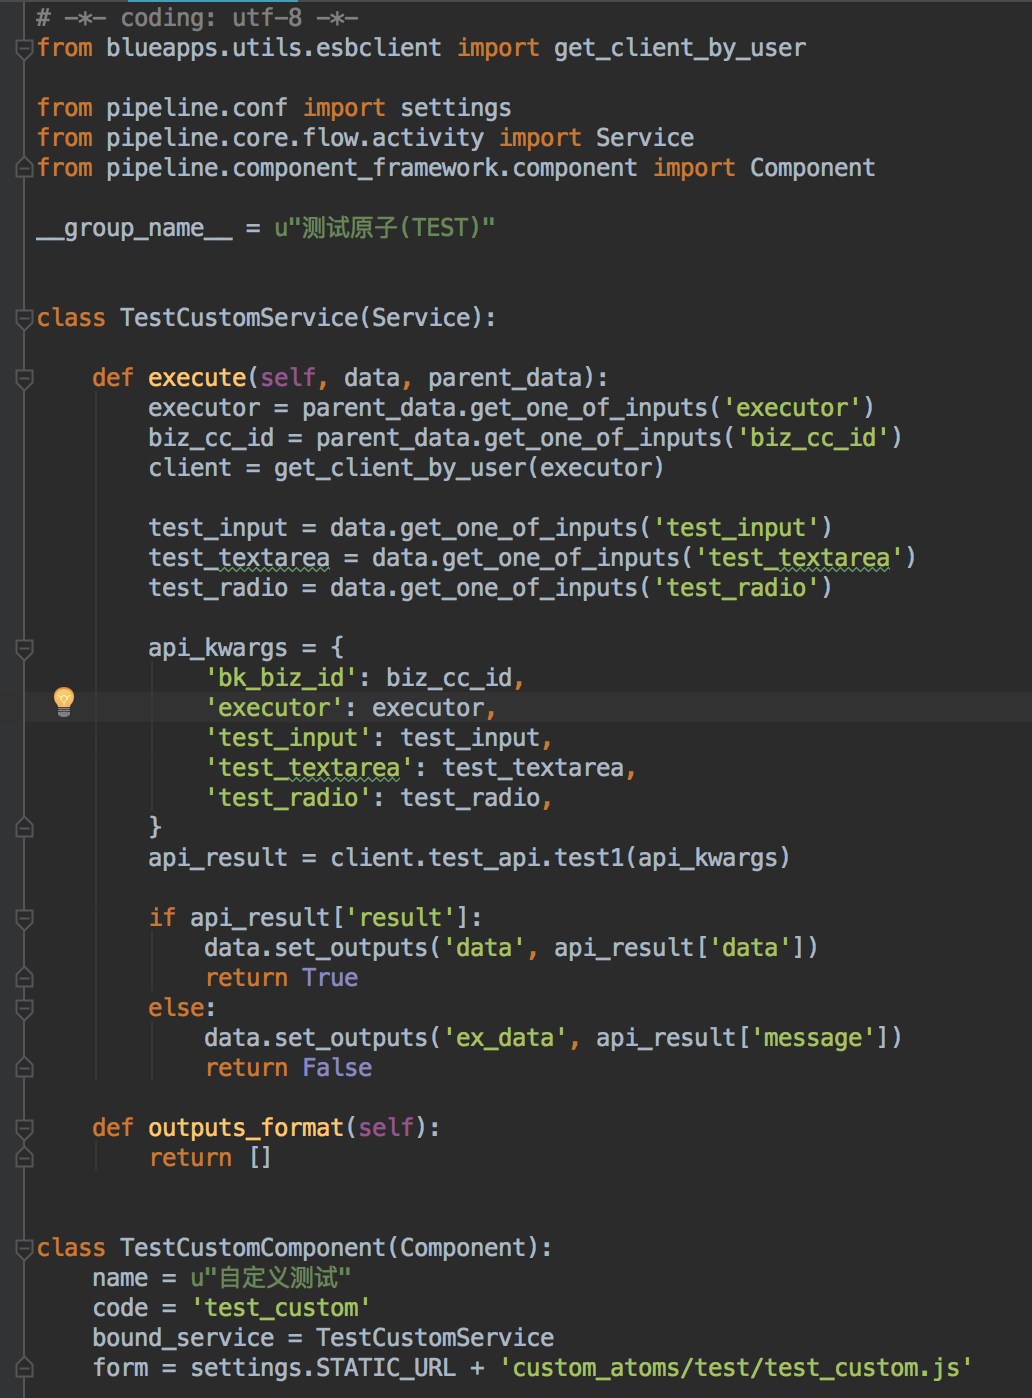 # -*- coding: utf-8 -*-
from blueapps.utils.esbclient import get_client_by_user

from pipeline.conf import settings
from pipeline.core.flow.activity import Service
from pipeline.component_framework.component import Component

__group_name__ = u"测试原子(TEST)"


class TestCustomService(Service):

    def execute(self, data, parent_data):
        executor = parent_data.get_one_of_inputs('executor')
        biz_cc_id = parent_data.get_one_of_inputs('biz_cc_id')
        client = get_client_by_user(executor)

        test_input = data.get_one_of_inputs('test_input')
        test_textarea = data.get_one_of_inputs('test_textarea')
        test_radio = data.get_one_of_inputs('test_radio')

        api_kwargs = {
            'bk_biz_id': biz_cc_id,
            'executor': executor,
            'test_input': test_input,
            'test_textarea': test_textarea,
            'test_radio': test_radio,
        }
        api_result = client.test_api.test1(api_kwargs)

        if api_result['result']:
            data.set_outputs('data', api_result['data'])
            return True
        else:
            data.set_outputs('ex_data', api_result['message'])
            return False

    def outputs_format(self):
        return []


class TestCustomComponent(Component):
    name = u"自定义测试"
    code = 'test_custom'
    bound_service = TestCustomService
    form = settings.STATIC_URL + 'custom_atoms/test/test_custom.js'